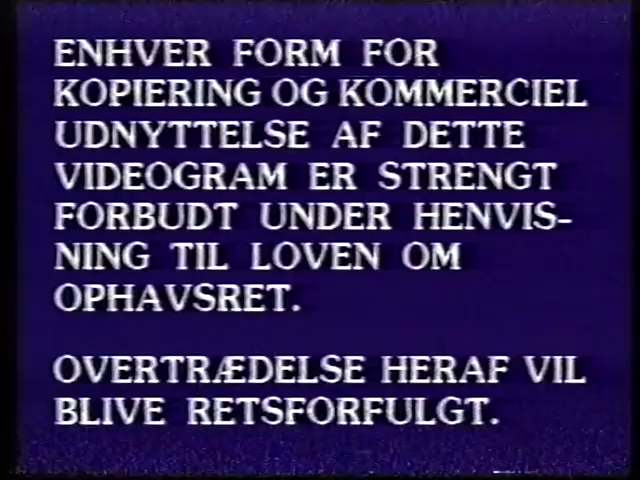 ENHVER FORM FOR
KOPIERING OG KOMMERCIEL
UDNYTTELSE AF DETTE
VIDEOGRAM ER STRENGT
FORBUDT UNDER HENVIS-
NING TIL LOVEN OM
OPHAVSRET.
OVERTRÆDELSE HERAF VIL
BLIVE RETSFORFULGT.